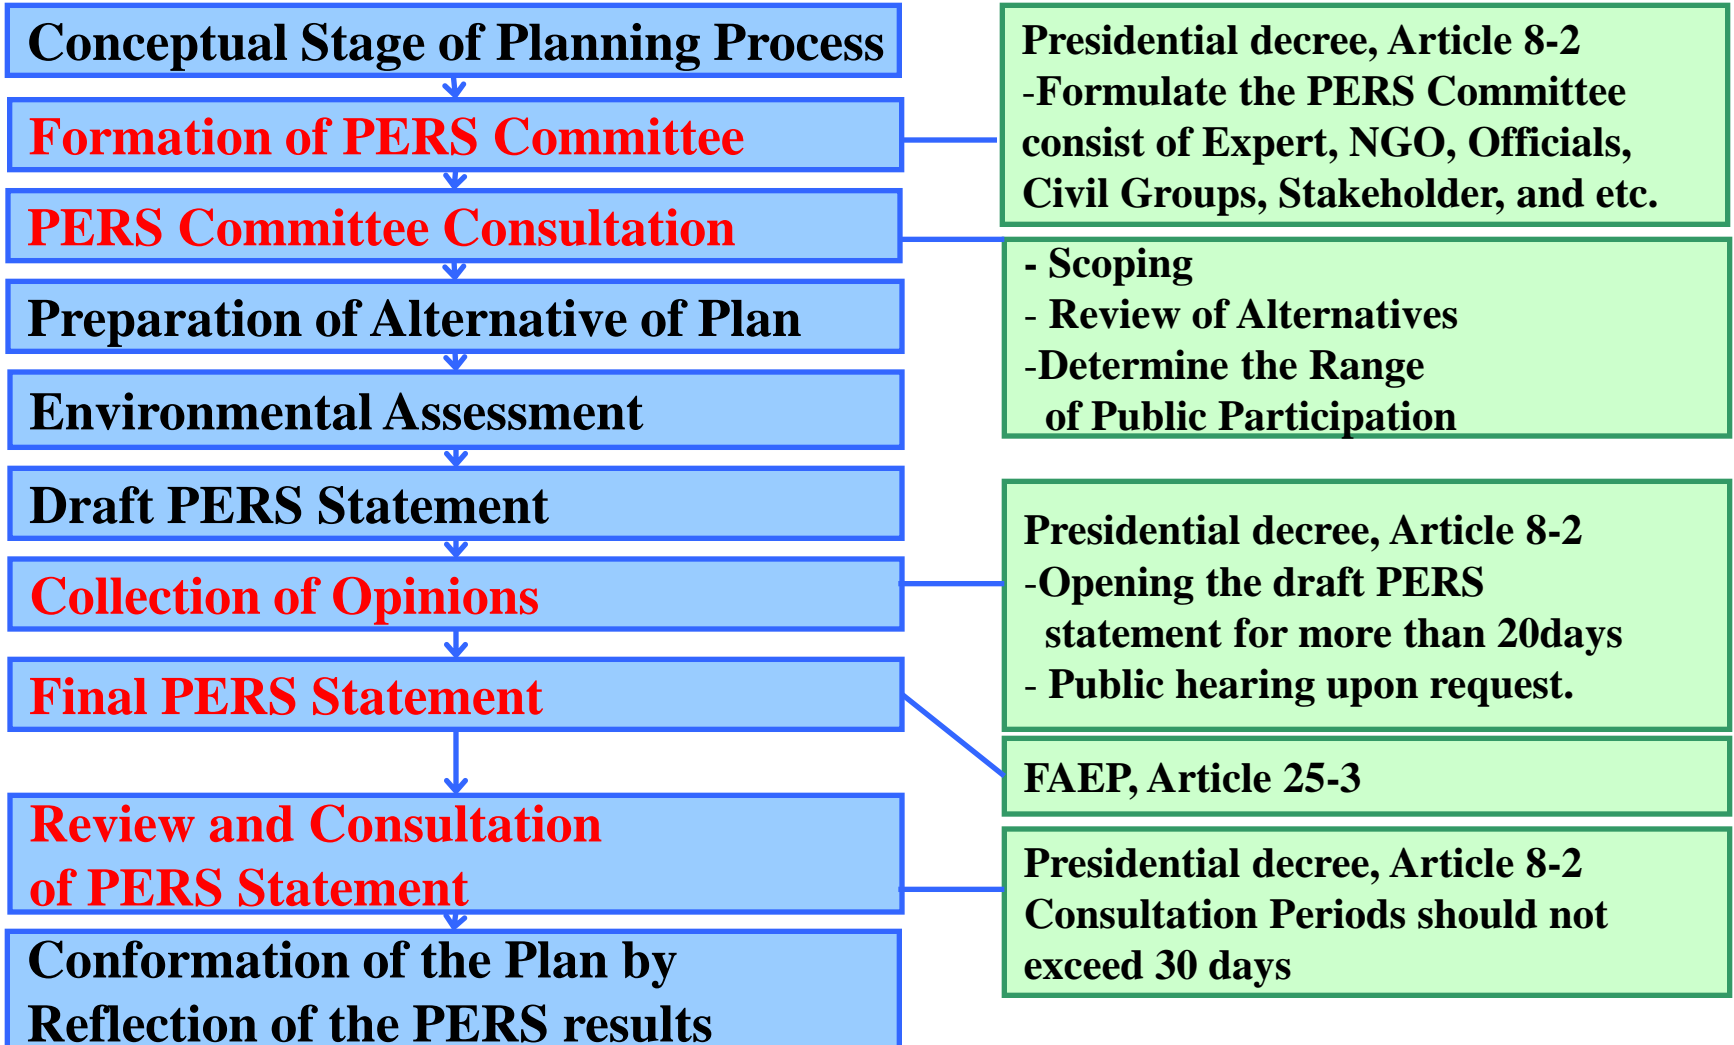 Conceptual Stage of Planning Process
Formation of PERS Committee
PERS Committee Consultation
Preparation of Alternative of Plan
Environmental Assessment
Draft PERS Statement
Collection of Opinions
Final PERS Statement
Review and Consultation
of PERS Statement
Conformation of the Plan by
Reflection of the PERS results
Presidential decree, Article 8-2
-Formulate the PERS Committee
consist of Expert, NGO, Officials,
Civil Groups, Stakeholder, and etc.
- Scoping
- Review of Alternatives
-Determine the Range
of Public Participation
Presidential decree, Article 8-2
-Opening the draft PERS
statement for more than 20days
- Public hearing upon request.
FAEP, Article 25-3
Presidential decree, Article 8-2
Consultation Periods should not
exceed 30 days